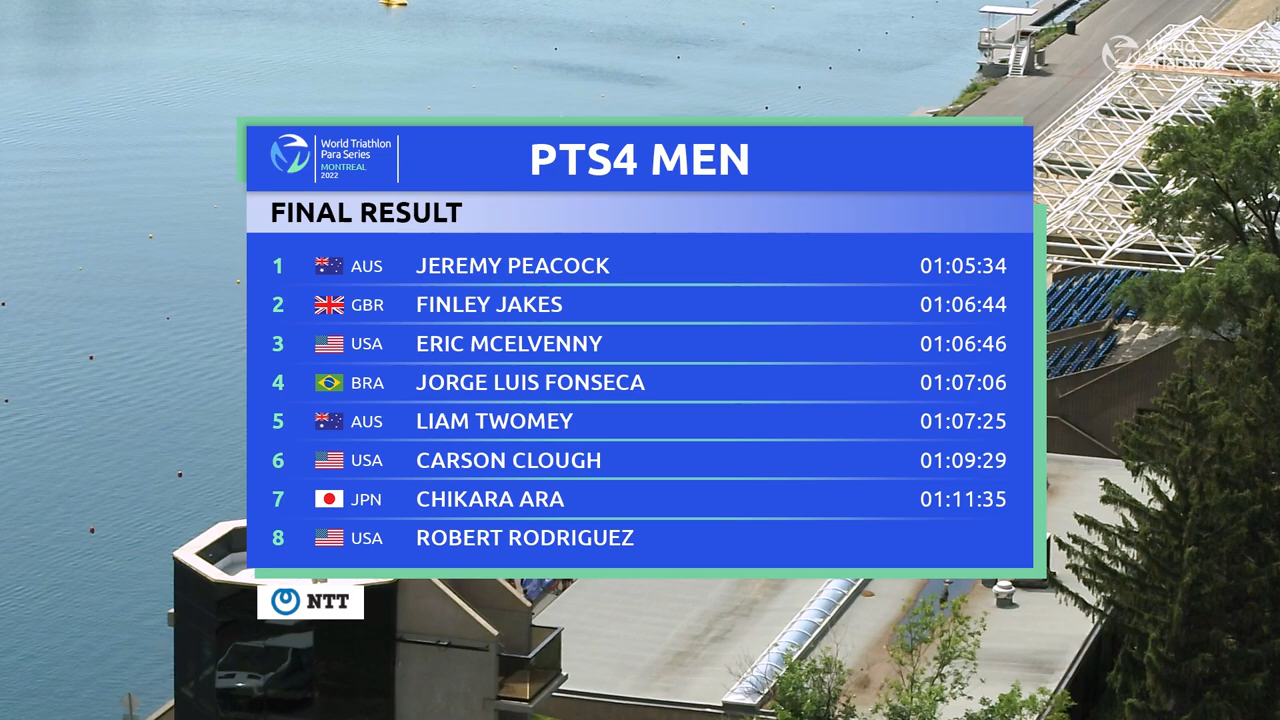 World Triathlon
World Triathlon
Para Series
MONTREAL
2022
PTS4 MEN
FINAL RESULT
1 AUS JEREMY PEACOCK 01:05:34
2 GBR FINLEY JAKES 01:06:44
3 USA ERIC MCELVENNY 01:06:46
4 BRA JORGE LUIS FONSECA 01:07:06
5 AUS LIAM TWOMEY 01:07:25
6 USA CARSON CLOUGH 01:09:29
7 JPN CHIKARA ARA 01:11:35
8 USA ROBERT RODRIGUEZ
NTT